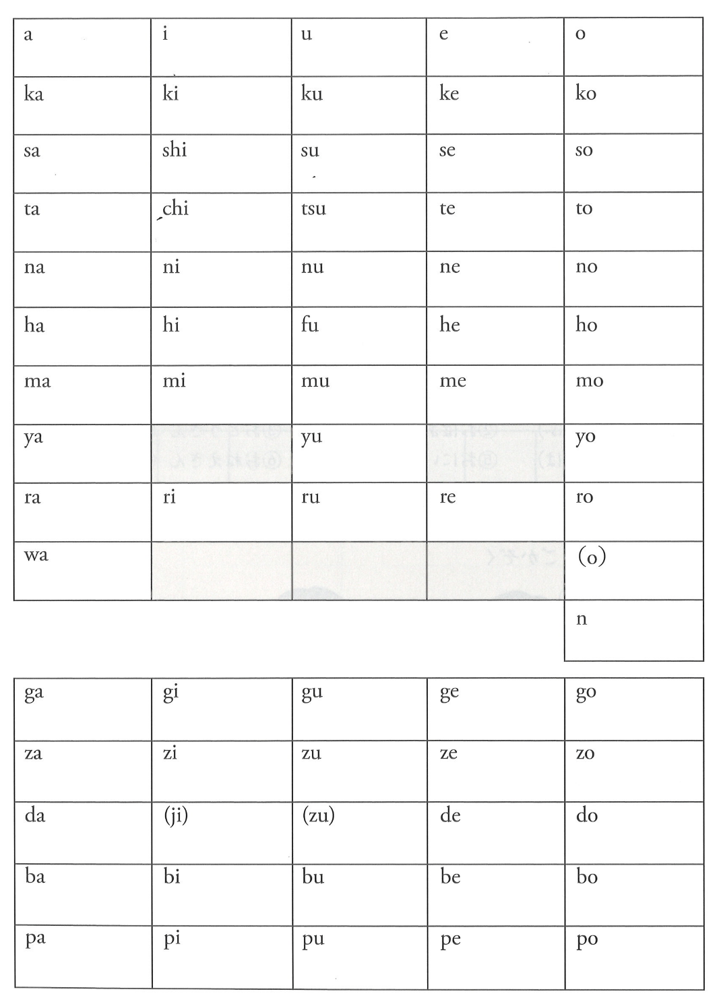 a i u e o
ka ki ku ke ko
sa shi su se so
ta chi tsu te to
na ni nu ne no
ha hi fu he ho
ma mi mu me mo
ya yu yo
ra ri ru re ro
wa (o)
n
ga gi gu ge go
za zi zu ze zo
da (ji) (zu) de do
ba bi bu be bo
pa pi pu pe po